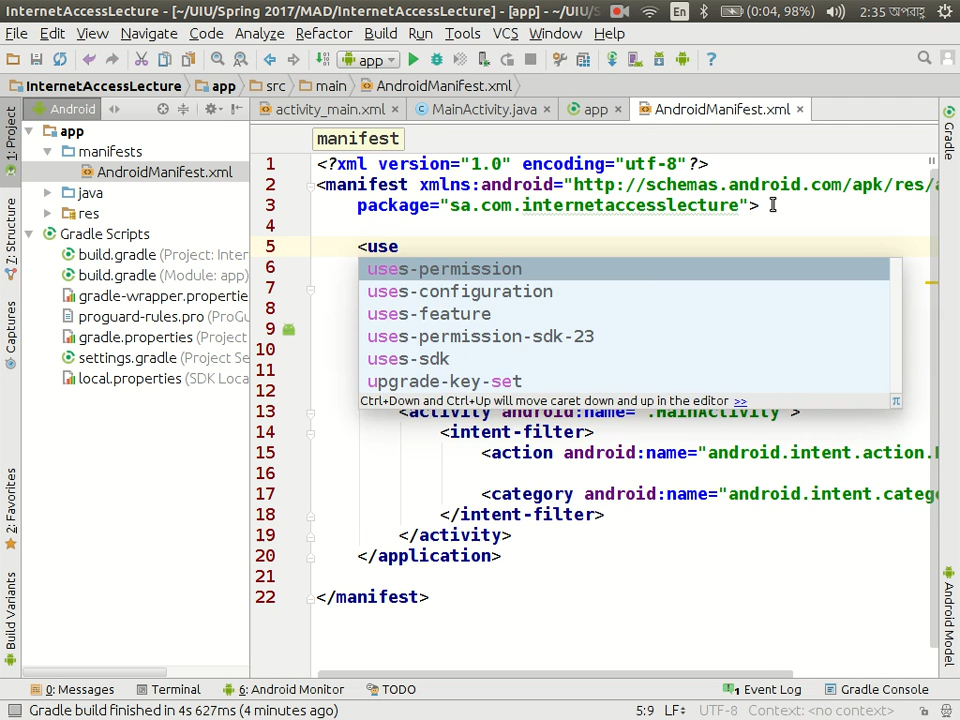 InternetAccessLecture - [~/UIU/Spring 2017/MAD/InternetAccessLecture] - [app] - ~/UIU/S
En
(0:04, 98%)
2:35 অপরাহ্ণ
File Edit View Navigate Code Analyze Refactor Build Run Tools VCS Window Help
app
InternetAccessLecture app src main AndroidManifest.xml
1: Project
Z: Structure
Captures
2: Favorites
Build Variants
Android
app
manifests
AndroidManifest.xml
java
res
Gradle Scripts
build.gradle (Project: Inter
build.gradle (Module: app)
gradle-wrapper.propertie
proguard-rules.pro (ProGu
gradle.properties (Project
settings.gradle (Project Se
local.properties (SDK Loca
activity_main.xml × MainActivity.java × app × AndroidManifest.xml ×
manifest
1 <?xml version="1.0" encoding="utf-8"?>
2 <manifest xmlns:android="http://schemas.android.com/apk/res/a
3 package="sa.com.internetaccesslecture">
4
5 <use
6
7
8
9
10
11
12
uses-permission
uses-configuration
uses-feature
uses-permission-sdk-23
uses-sdk
upgrade-key-set
Ctrl+Down and Ctrl+Up will move caret down and up in the editor >>
π
13 <activity android:name=".MainActivity">
14 <intent-filter>
15 <action android:name="android.intent.action.
16
17 <category android:name="android.intent.catego
18 </intent-filter>
19 </activity>
20 </application>
21
22 </manifest>
Gradle
Android Model
0: Messages Terminal 6: Android Monitor TODO 1 Event Log Gradle Console
Gradle build finished in 4s 627ms (4 minutes ago) 5:9 LF÷ UTF-8 Context: <no context>